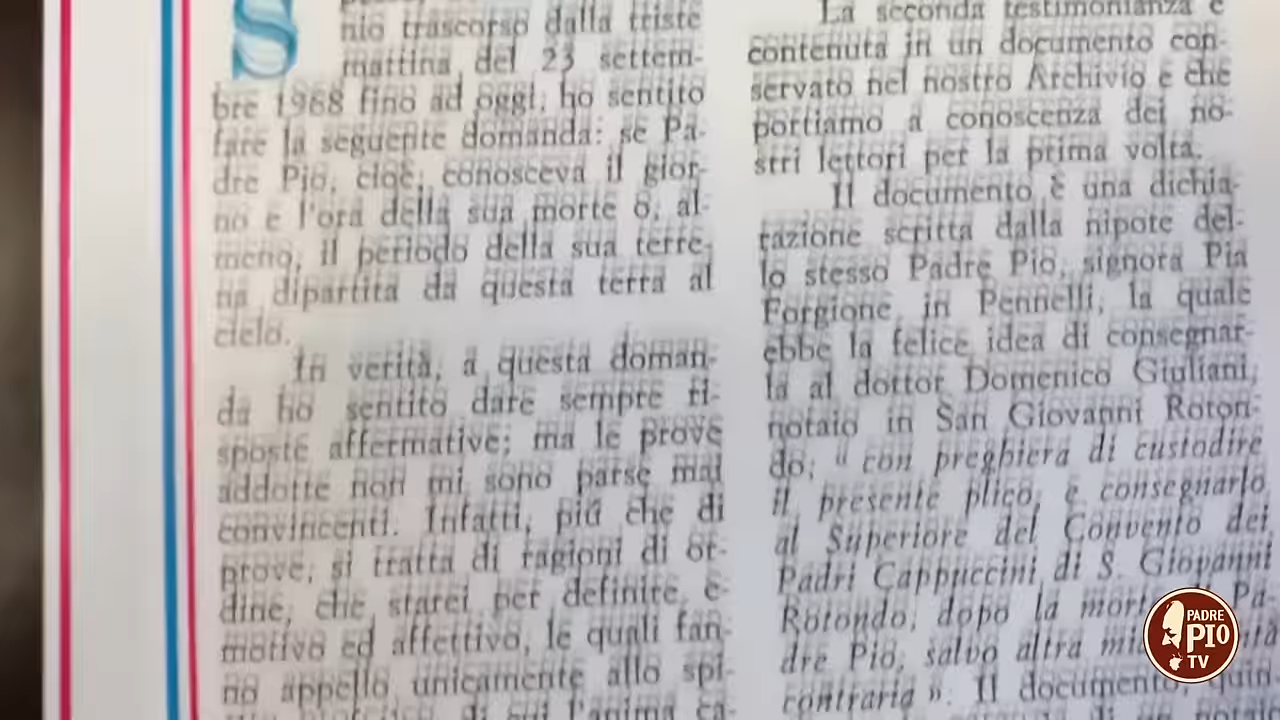 S
nio trascorso dalla triste
mattina del 23 settem-
bre 1968 fino ad oggi, ho sentito
fare la seguente domanda: se Pa-
dre Pio, cioè, conosceva il gior-
no e l'ora della sua morte o, al-
meno, il periodo della sua terre-
na dipartita da questa terra al
cielo.
In verità, a questa doman-
da ho sentito dare sempre ri-
sposte affermative; ma le prove
addotte non mi sono parse mai
convincenti. Infatti, più che di
prove, si tratta di ragioni di or-
dine, che starei per definire, e-
motivo ed affettivo, le quali fan-
no appello unicamente allo spi-
di cui l'anima ca-
La seconda testimonianza è
contenuta in un documento con-
servato nel nostro Archivio e che
portiamo a conoscenza dei no-
stri lettori per la prima volta.
Il documento è una dichia-
razione scritta dalla nipote del-
lo stesso Padre Pio, signora Pia
Forgione in Pennelli, la quale
ebbe la felice idea di consegnar-
la al dottor Domenico Giuliani,
notaio in San Giovanni Roton-
do, « con preghiera di custodire
il presente plico, e consegnarlo
al Superiore del Convento dei
Padri Cappuccini di S. Giovanni
Rotondo, dopo la mort Pa-
dre Pio, salvo altra mia
contraria ». Il documento, quin-
di un notaio
PADRE
PIO
TV